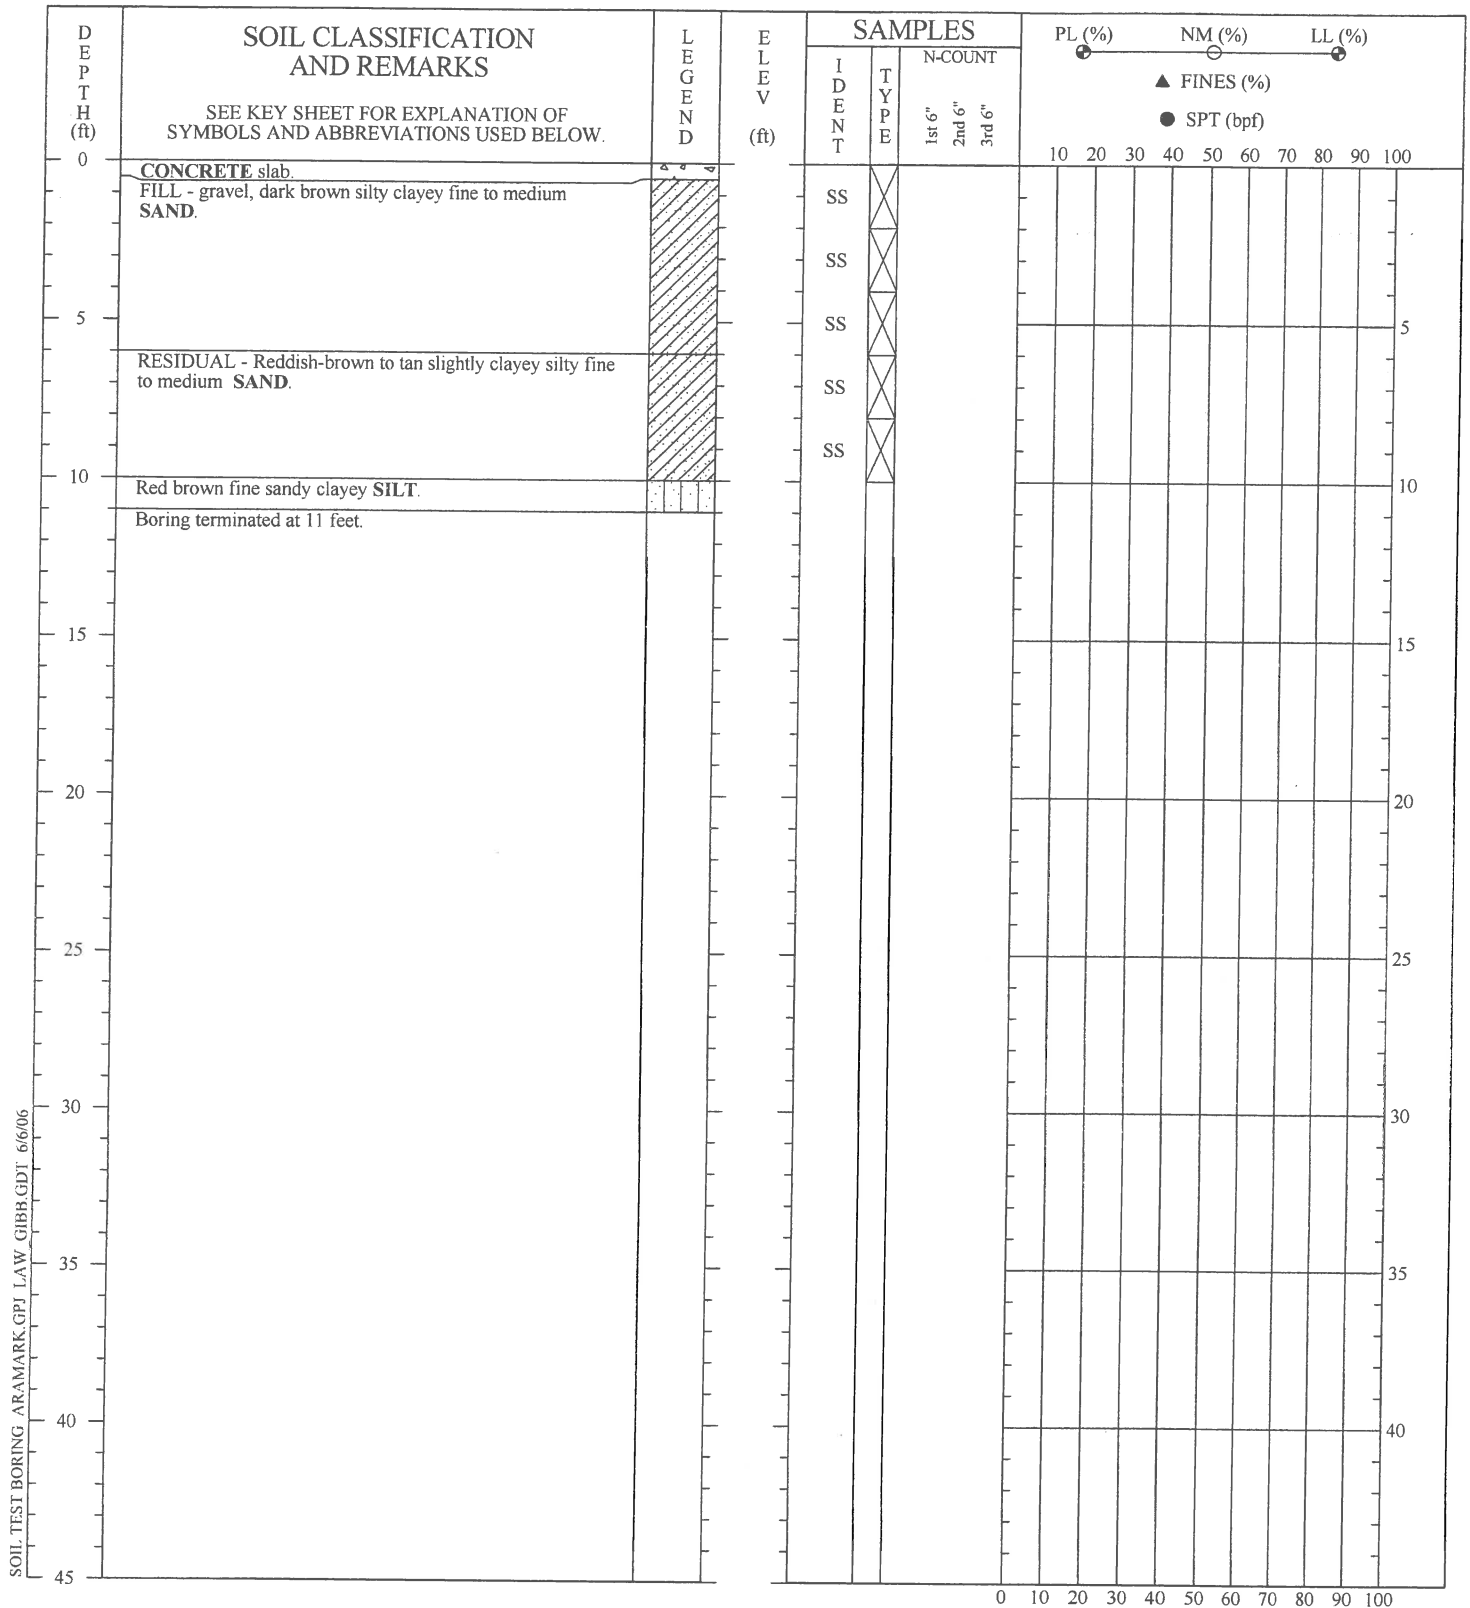 DEPTH (ft)
SOIL CLASSIFICATION
AND REMARKS
SEE KEY SHEET FOR EXPLANATION OF
SYMBOLS AND ABBREVIATIONS USED BELOW.
LEGEND
ELEV (ft)
SAMPLES
IDENT
TYPE
N-COUNT
1st 6"
2nd 6"
3rd 6"
PL (%) NM (%) LL (%)
▲ FINES (%)
● SPT (bpf)
10 20 30 40 50 60 70 80 90 100
0
CONCRETE slab.
FILL - gravel, dark brown silty clayey fine to medium
SAND.
SS
SS
5
SS
5
RESIDUAL - Reddish-brown to tan slightly clayey silty fine
to medium SAND.
SS
SS
10
10
Red brown fine sandy clayey SILT.
Boring terminated at 11 feet.
15
15
20
20
25
25
30
30
35
35
40
40
45
0 10 20 30 40 50 60 70 80 90 100
SOIL TEST BORING ARAMARK.GPJ LAW_GIBB.GDT 6/6/06